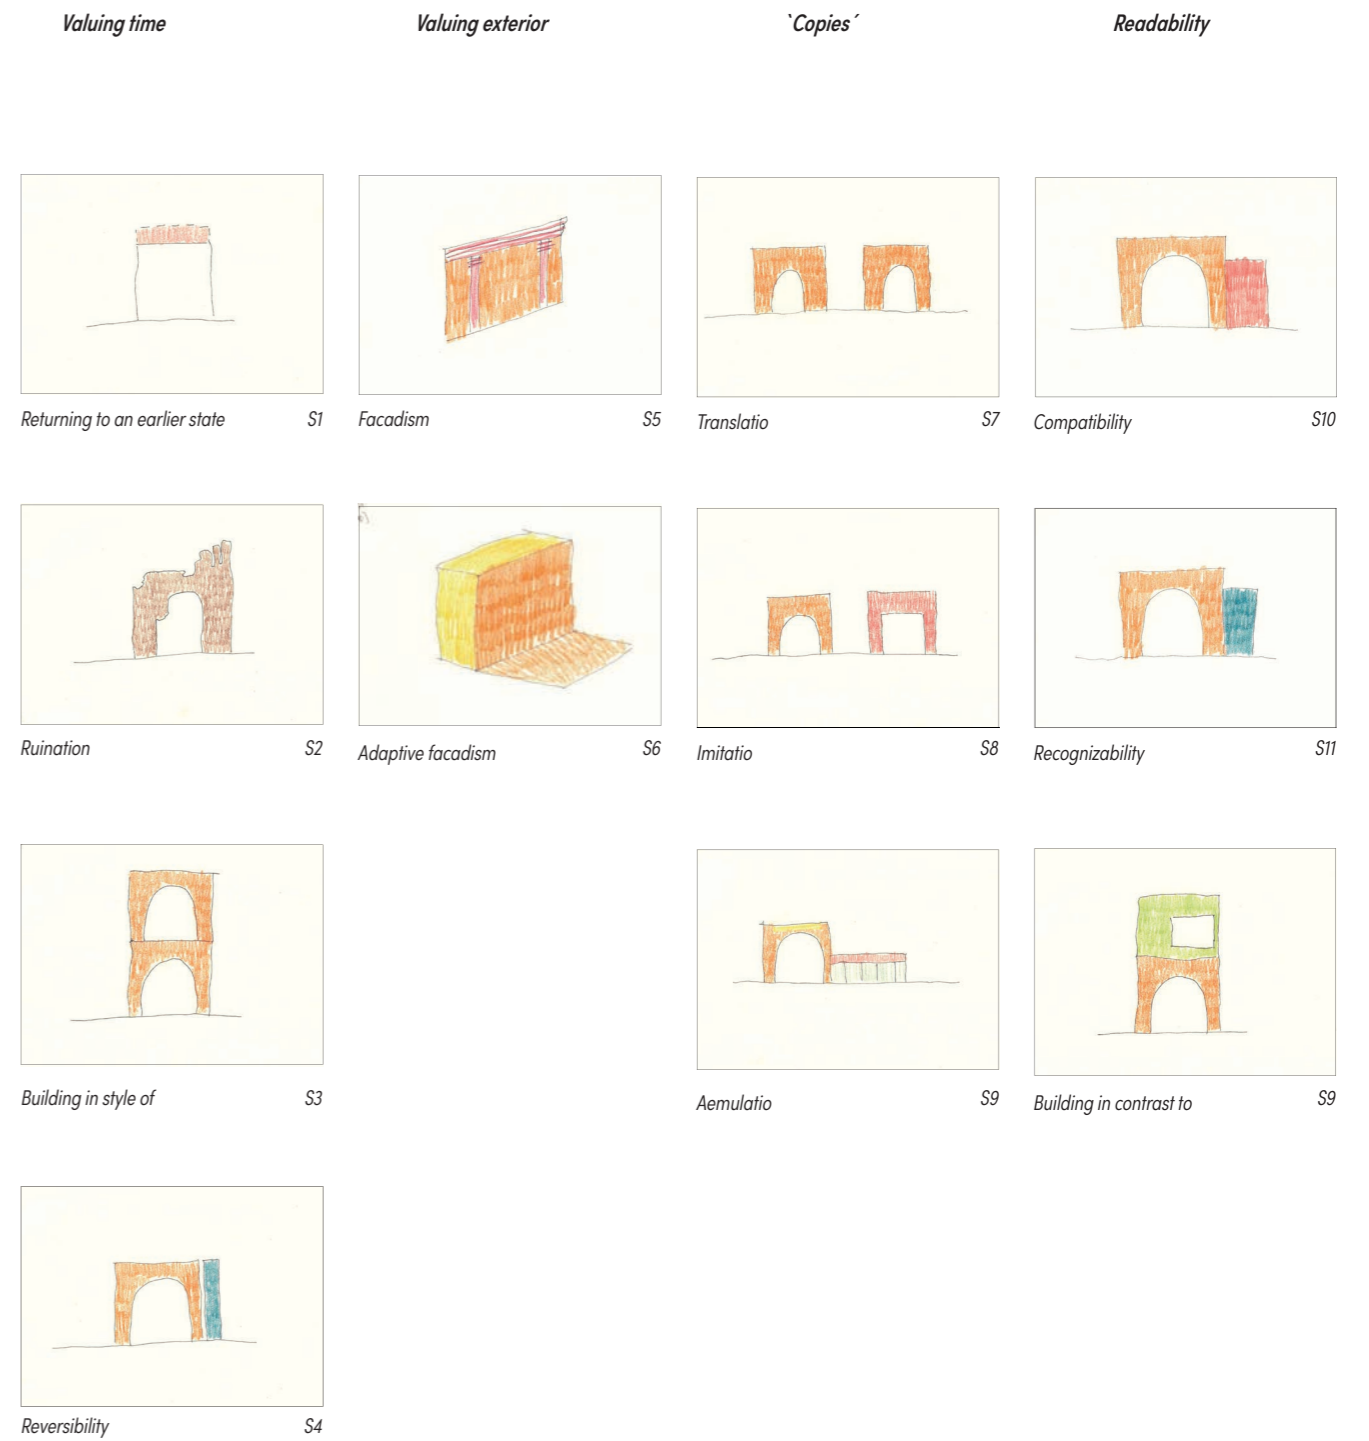 Valuing time
Valuing exterior
`Copies´
Readability
Returning to an earlier state S1
Facadism S5
Translatio S7
Compatibility S10
Ruination S2
Adaptive facadism S6
Imitatio S8
Recognizability S11
Building in style of S3
Aemulatio S9
Building in contrast to S9
Reversibility S4